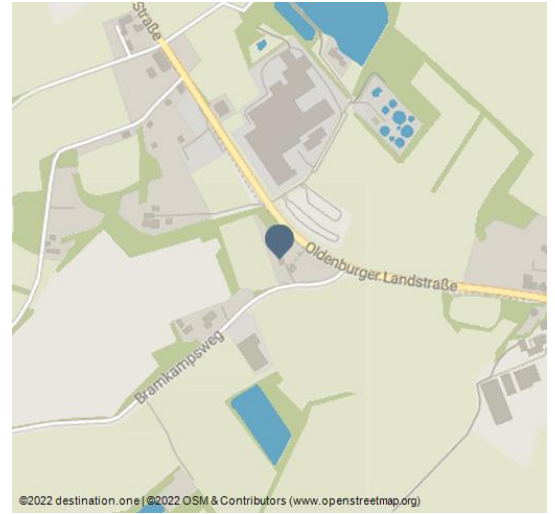 Straße
Oldenburger Landstraße
Bramkampsweg
©2022 destination.one | ©2022 OSM & Contributors (www.openstreetmap.org)